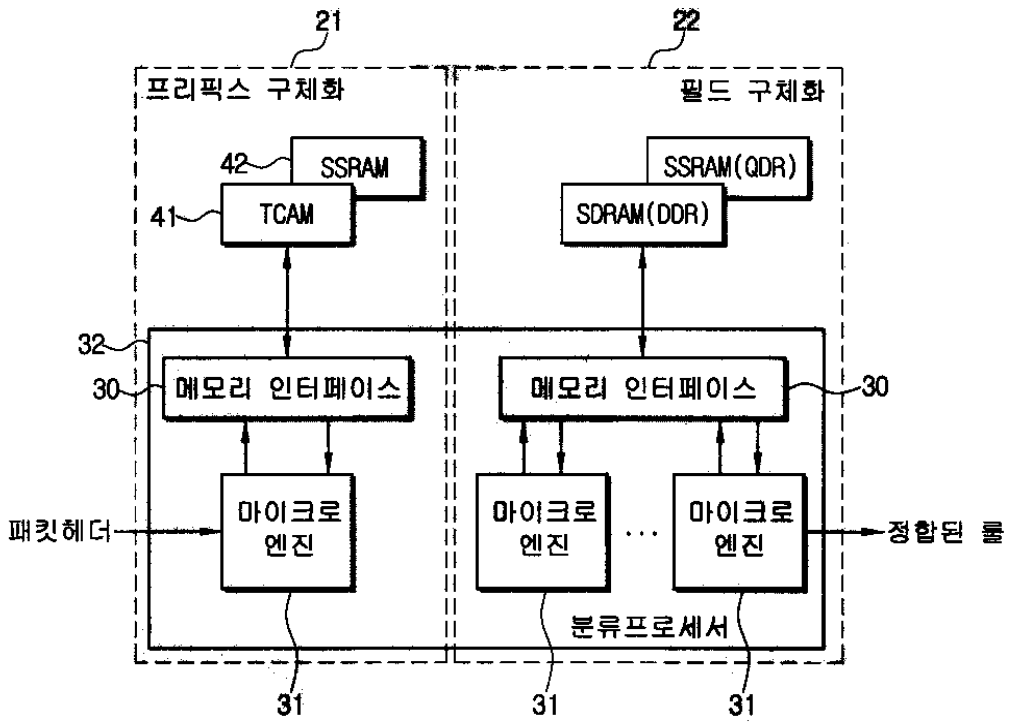 21
22
프리픽스 구체화
필드 구체화
42
SSRAM
SSRAM(QDR)
41
TCAM
SDRAM(DDR)
32
30
메모리 인터페이스
메모리 인터페이스
30
패킷헤더
마이크로
엔진
마이크로
엔진
...
마이크로
엔진
정합된 룰
분류프로세서
31
31
31